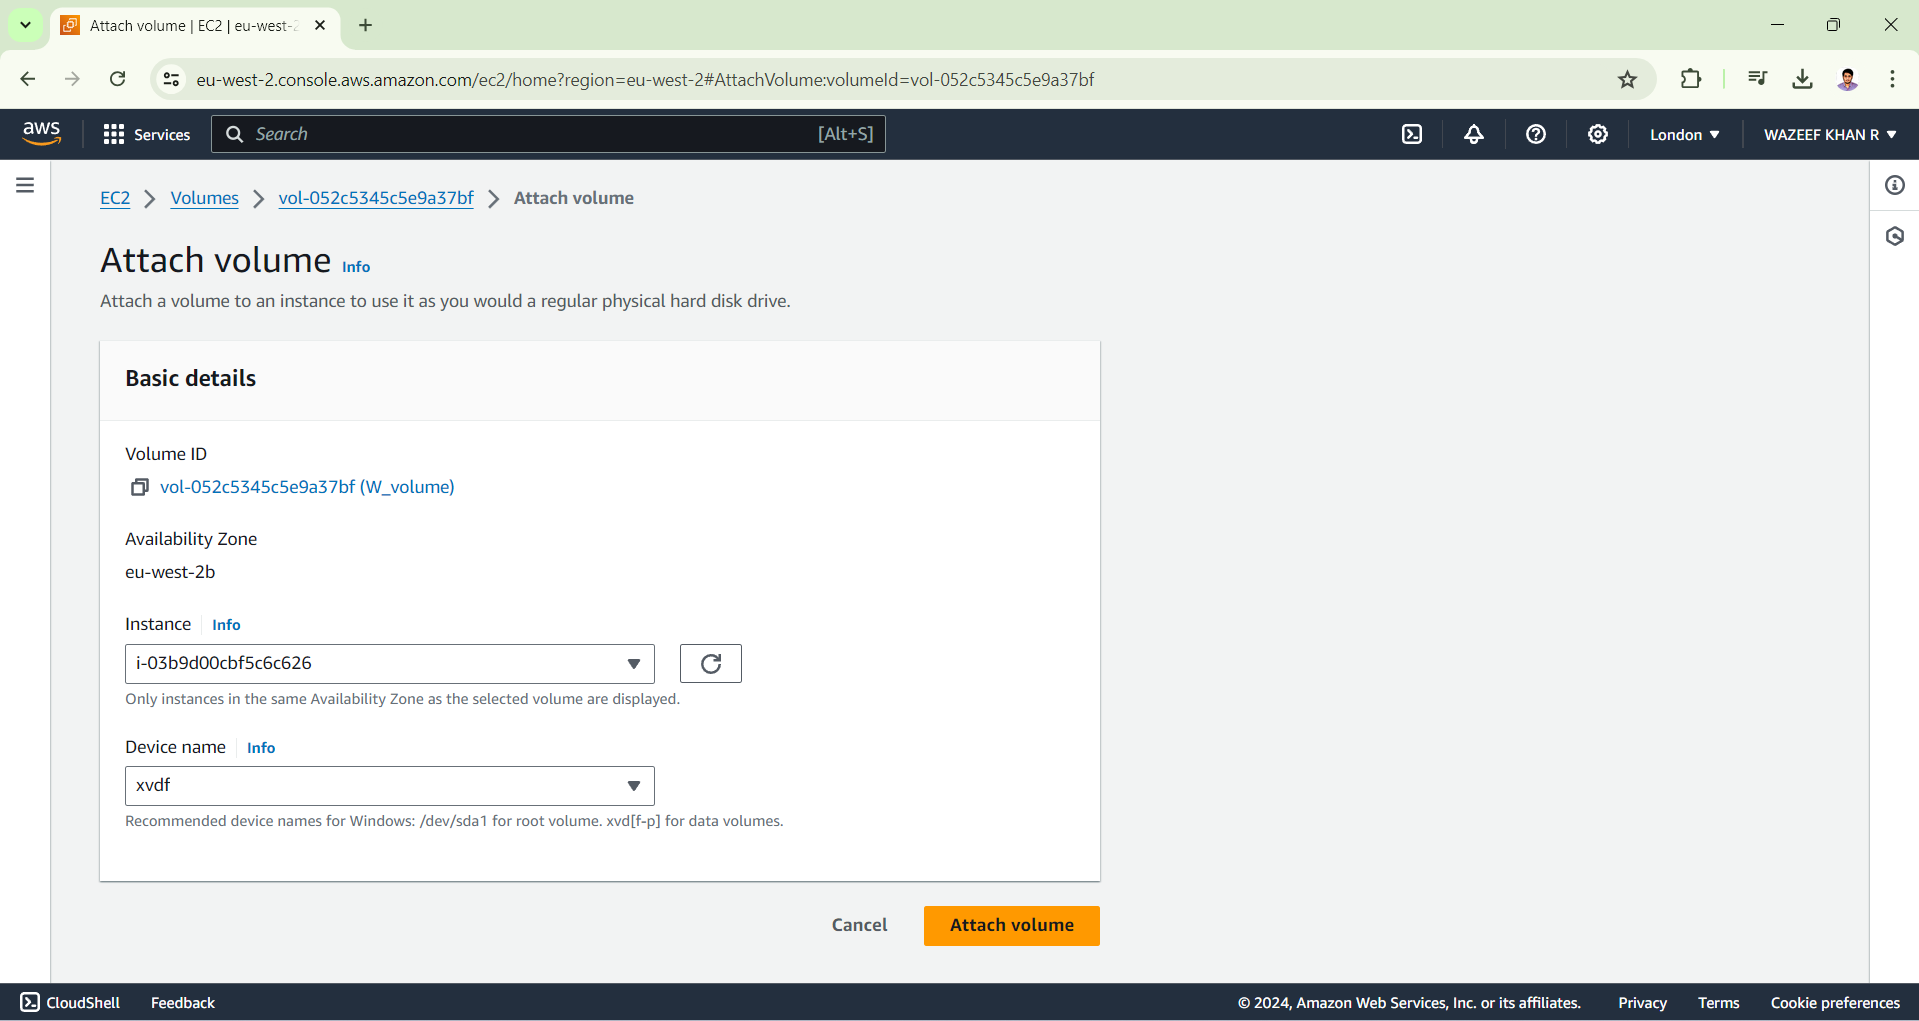 Attach volume | EC2 | eu-west-2
eu-west-2.console.aws.amazon.com/ec2/home?region=eu-west-2#AttachVolume:volumeId=vol-052c5345c5e9a37bf
aws Services Search [Alt+S] London WAZEEF KHAN R
EC2 Volumes vol-052c5345c5e9a37bf Attach volume
Attach volume Info
Attach a volume to an instance to use it as you would a regular physical hard disk drive.
Basic details
Volume ID
vol-052c5345c5e9a37bf (W_volume)
Availability Zone
eu-west-2b
Instance Info
i-03b9d00cbf5c6c626
Only instances in the same Availability Zone as the selected volume are displayed.
Device name Info
xvdf
Recommended device names for Windows: /dev/sda1 for root volume. xvd[f-p] for data volumes.
Cancel Attach volume
CloudShell Feedback © 2024, Amazon Web Services, Inc. or its affiliates. Privacy Terms Cookie preferences